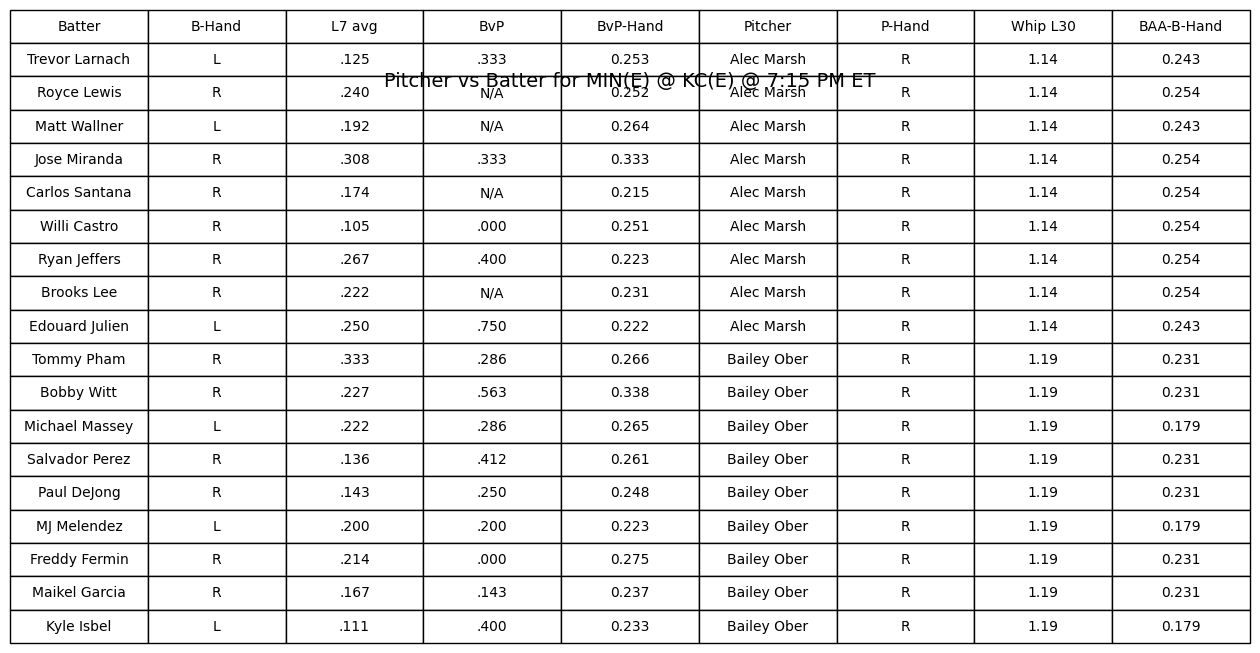 Batter B-Hand L7 avg BvP BvP-Hand Pitcher P-Hand Whip L30 BAA-B-Hand
Trevor Larnach L .125 .333 0.253 Alec Marsh R 1.14 0.243
Pitcher vs Batter for MIN(E) @ KC(E) @ 7:15 PM ET
Royce Lewis R .240 N/A 0.252 Alec Marsh R 1.14 0.254
Matt Wallner L .192 N/A 0.264 Alec Marsh R 1.14 0.243
Jose Miranda R .308 .333 0.333 Alec Marsh R 1.14 0.254
Carlos Santana R .174 N/A 0.215 Alec Marsh R 1.14 0.254
Willi Castro R .105 .000 0.251 Alec Marsh R 1.14 0.254
Ryan Jeffers R .267 .400 0.223 Alec Marsh R 1.14 0.254
Brooks Lee R .222 N/A 0.231 Alec Marsh R 1.14 0.254
Edouard Julien L .250 .750 0.222 Alec Marsh R 1.14 0.243
Tommy Pham R .333 .286 0.266 Bailey Ober R 1.19 0.231
Bobby Witt R .227 .563 0.338 Bailey Ober R 1.19 0.231
Michael Massey L .222 .286 0.265 Bailey Ober R 1.19 0.179
Salvador Perez R .136 .412 0.261 Bailey Ober R 1.19 0.231
Paul DeJong R .143 .250 0.248 Bailey Ober R 1.19 0.231
MJ Melendez L .200 .200 0.223 Bailey Ober R 1.19 0.179
Freddy Fermin R .214 .000 0.275 Bailey Ober R 1.19 0.231
Maikel Garcia R .167 .143 0.237 Bailey Ober R 1.19 0.231
Kyle Isbel L .111 .400 0.233 Bailey Ober R 1.19 0.179